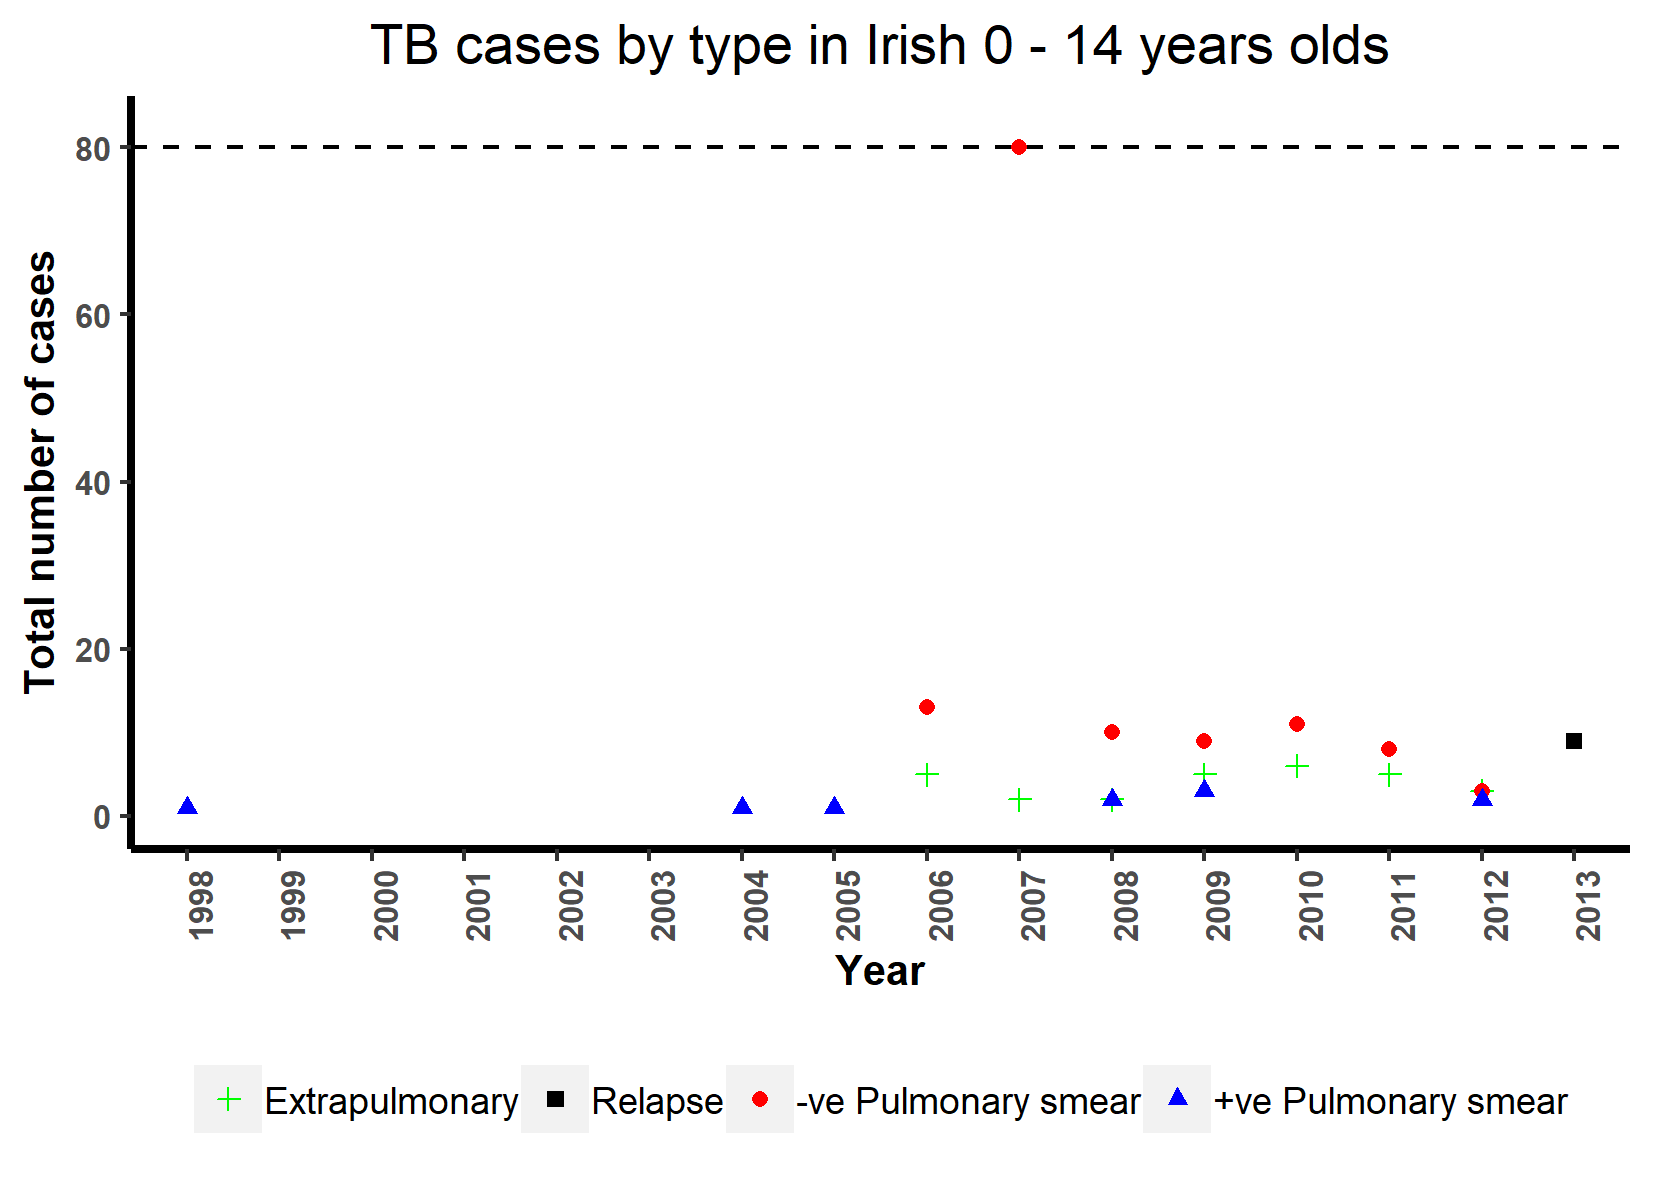 TB cases by type in Irish 0 - 14 years olds
Total number of cases
80
60
40
20
0
1998 1999 2000 2001 2002 2003 2004 2005 2006 2007 2008 2009 2010 2011 2012 2013
Year
Extrapulmonary Relapse -ve Pulmonary smear +ve Pulmonary smear